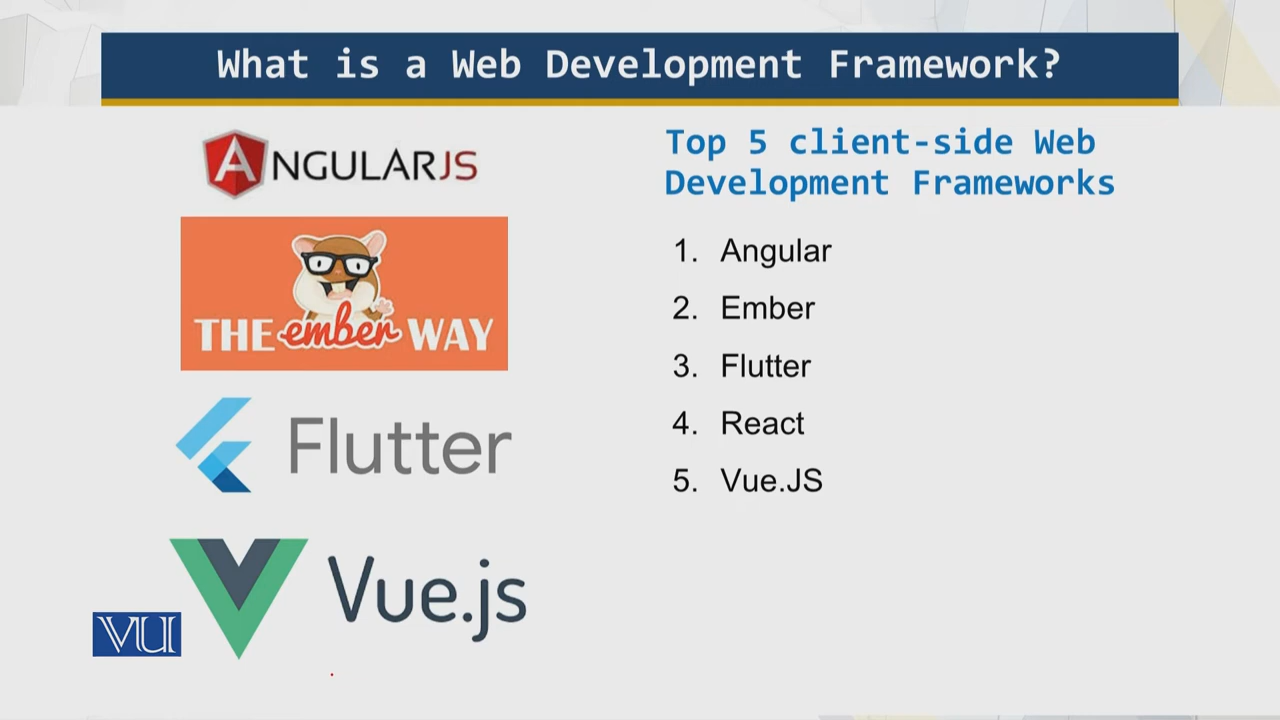 What is a Web Development Framework?
ANGULARJS
THE ember WAY
Flutter
Vue.js
VU
Top 5 client-side Web
Development Frameworks
1. Angular
2. Ember
3. Flutter
4. React
5. Vue.JS